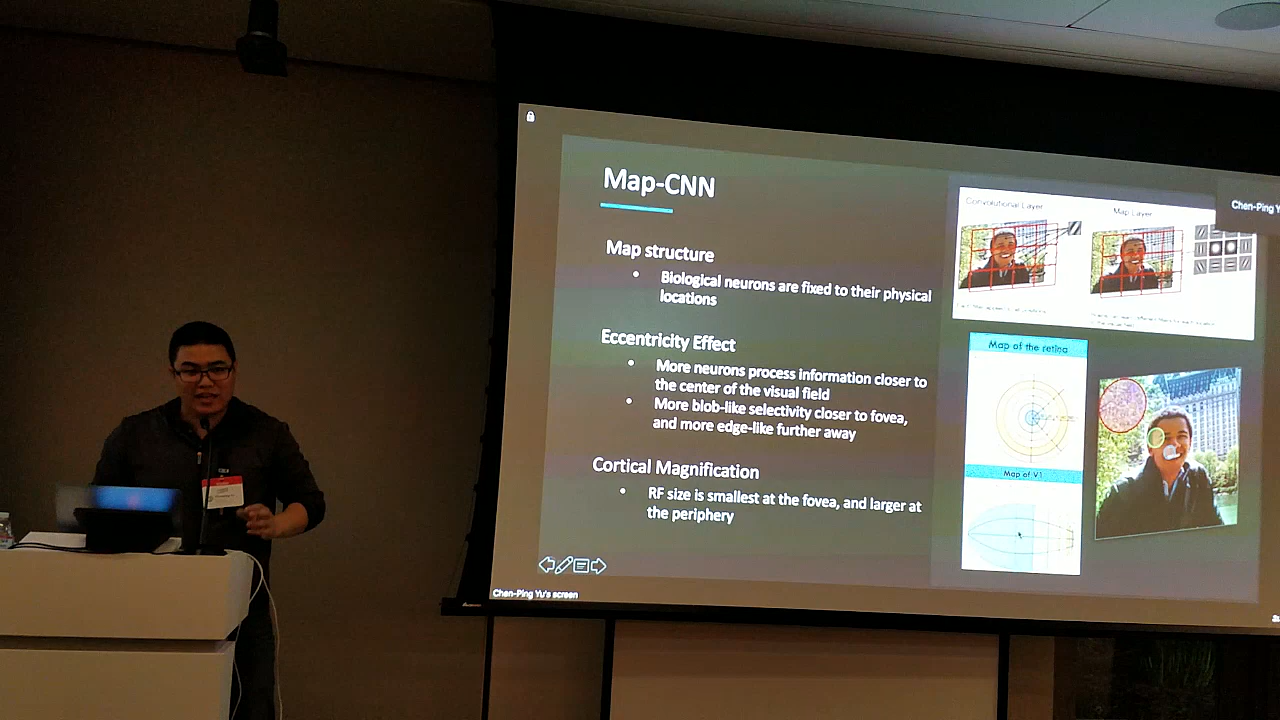 Map-CNN
Map structure
• Biological neurons are fixed to their physical
locations
Eccentricity Effect
• More neurons process information closer to
the center of the visual field
• More blob-like selectivity closer to fovea,
and more edge-like further away
Cortical Magnification
• RF size is smallest at the fovea, and larger at
the periphery
Convolutional Layer
Map Layer
Chen-Ping Y
Map of the retina
Map of V1
Chen-Ping Yu's screen